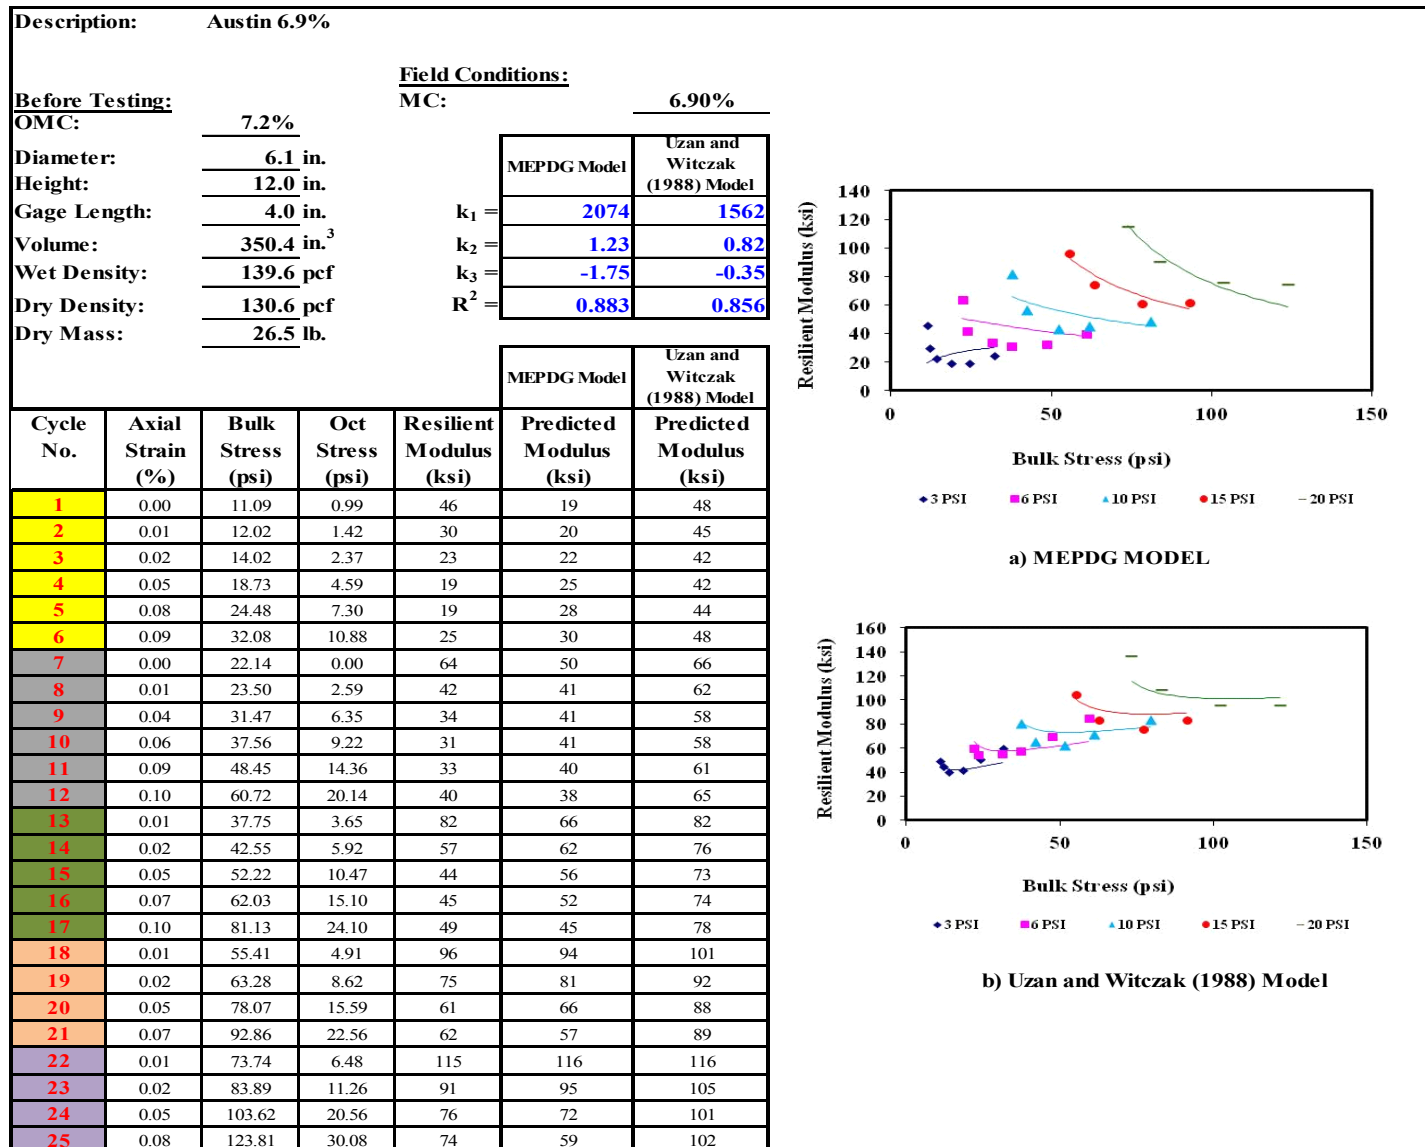 Description: Austin 6.9%
Field Conditions:
Before Testing: MC: 6.90%
OMC: 7.2%
Diameter: 6.1 in.
Height: 12.0 in.
Gage Length: 4.0 in.
Volume: 350.4 in.3
Wet Density: 139.6 pcf
Dry Density: 130.6 pcf
Dry Mass: 26.5 lb.
MEPDG Model Uzan and Witczak (1988) Model
k1 = 2074 1562
k2 = 1.23 0.82
k3 = -1.75 -0.35
R2 = 0.883 0.856
MEPDG Model Uzan and Witczak (1988) Model
Cycle No. Axial Strain (%) Bulk Stress (psi) Oct Stress (psi) Resilient Modulus (ksi) Predicted Modulus (ksi) Predicted Modulus (ksi)
1 0.00 11.09 0.99 46 19 48
2 0.01 12.02 1.42 30 20 45
3 0.02 14.02 2.37 23 22 42
4 0.05 18.73 4.59 19 25 42
5 0.08 24.48 7.30 19 28 44
6 0.09 32.08 10.88 25 30 48
7 0.00 22.14 0.00 64 50 66
8 0.01 23.50 2.59 42 41 62
9 0.04 31.47 6.35 34 41 58
10 0.06 37.56 9.22 31 41 58
11 0.09 48.45 14.36 33 40 61
12 0.10 60.72 20.14 40 38 65
13 0.01 37.75 3.65 82 66 82
14 0.02 42.55 5.92 57 62 76
15 0.05 52.22 10.47 44 56 73
16 0.07 62.03 15.10 45 52 74
17 0.10 81.13 24.10 49 45 78
18 0.01 55.41 4.91 96 94 101
19 0.02 63.28 8.62 75 81 92
20 0.05 78.07 15.59 61 66 88
21 0.07 92.86 22.56 62 57 89
22 0.01 73.74 6.48 115 116 116
23 0.02 83.89 11.26 91 95 105
24 0.05 103.62 20.56 76 72 101
25 0.08 123.81 30.08 74 59 102
Resilient Modulus (ksi)
140
120
100
80
60
40
20
0
0 50 100 150
Bulk Stress (psi)
3 PSI 6 PSI 10 PSI 15 PSI 20 PSI
a) MEPDG MODEL
Resilient Modulus (ksi)
160
140
120
100
80
60
40
20
0
0 50 100 150
Bulk Stress (psi)
3 PSI 6 PSI 10 PSI 15 PSI 20 PSI
b) Uzan and Witczak (1988) Model